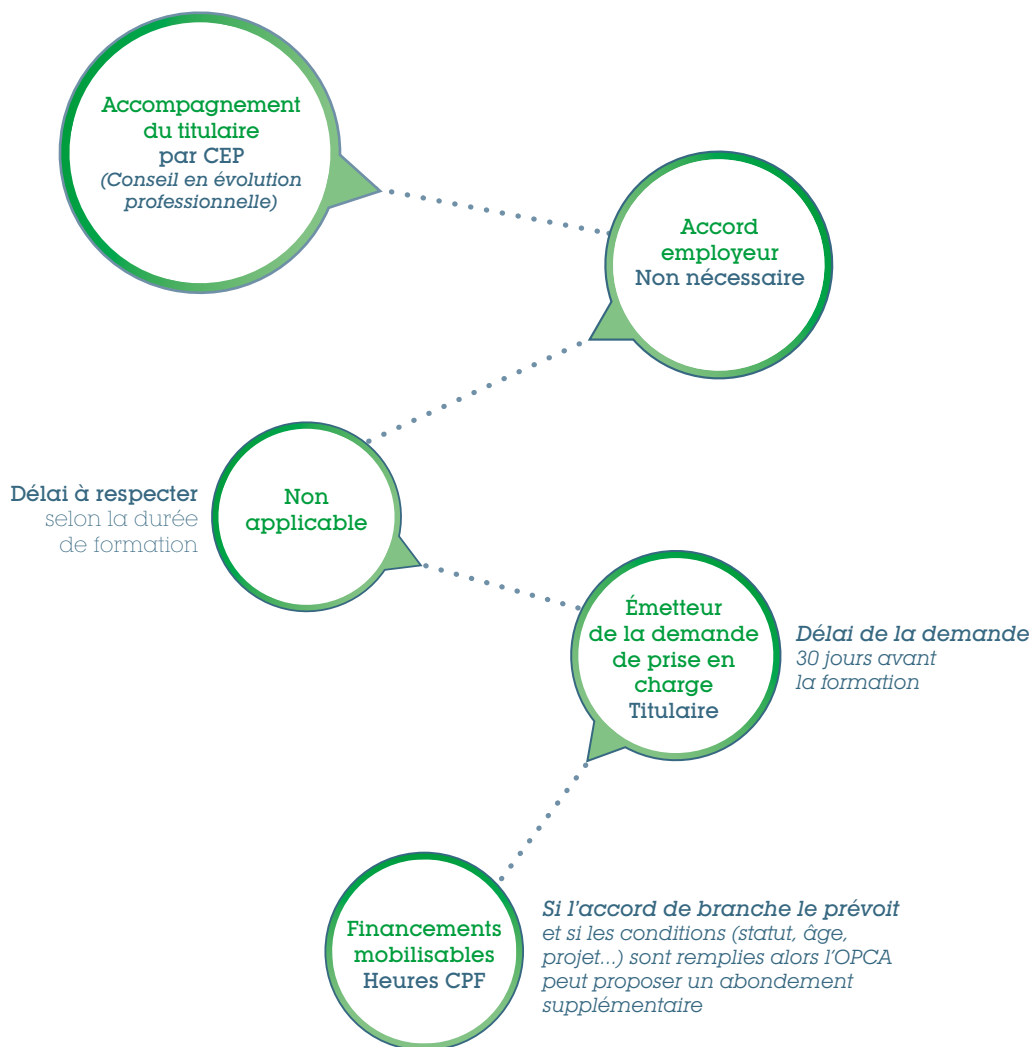 Accompagnement
du titulaire
par CEP
(Conseil en évolution
professionnelle)
Accord
employeur
Non nécessaire
Délai à respecter
selon la durée
de formation
Non
applicable
Émetteur
de la demande
de prise en
charge
Titulaire
Délai de la demande
30 jours avant
la formation
Financements
mobilisables
Heures CPF
Si l’accord de branche le prévoit
et si les conditions (statut, âge,
projet...) sont remplies alors l’OPCA
peut proposer un abondement
supplémentaire